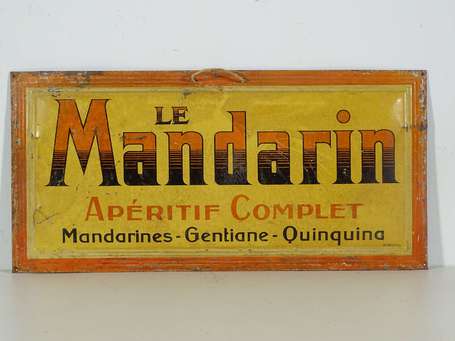 LE
Mandarin
APÉRITIF COMPLET
Mandarines-Gentiane-Quinquina